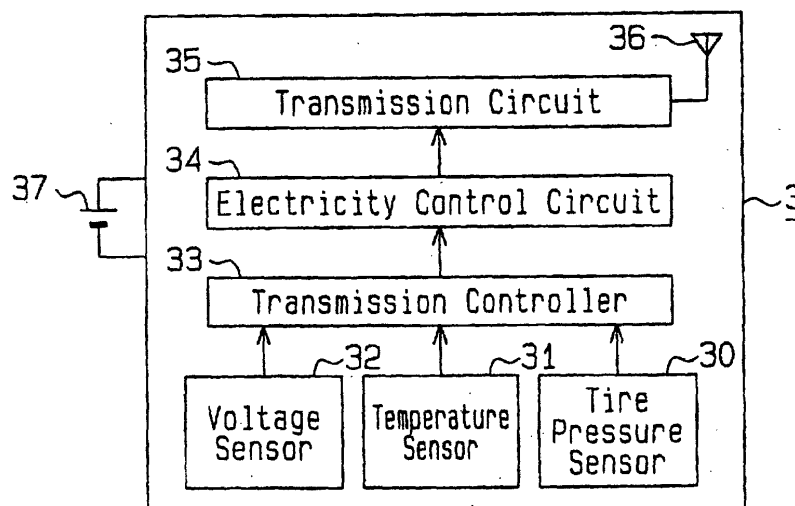 36
35
Transmission Circuit
34
37
Electricity Control Circuit
3
33
Transmission Controller
32
31
30
Voltage
Sensor
Temperature
Sensor
Tire
Pressure
Sensor